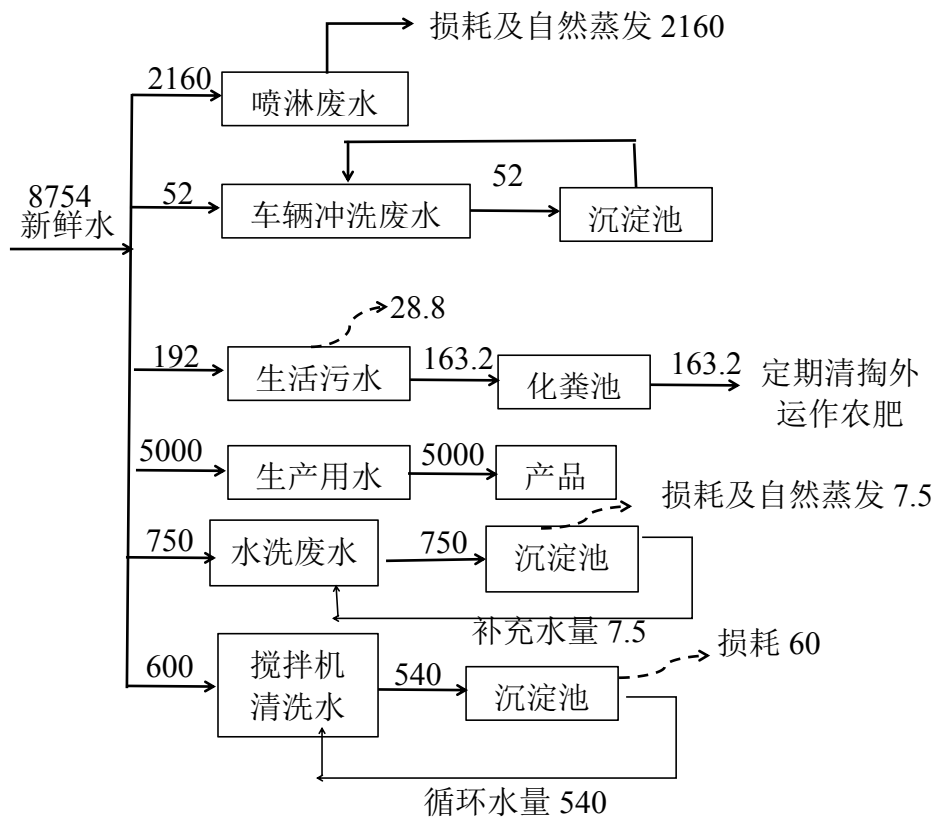 损耗及自然蒸发 2160
2160
喷淋废水
8754
新鲜水
52
车辆冲洗废水
52
沉淀池
28.8
192
生活污水
163.2
化粪池
163.2
定期清掏外
运作农肥
5000
生产用水
5000
产品
损耗及自然蒸发 7.5
750
水洗废水
750
沉淀池
补充水量 7.5
600
搅拌机
清洗水
540
沉淀池
损耗 60
循环水量 540